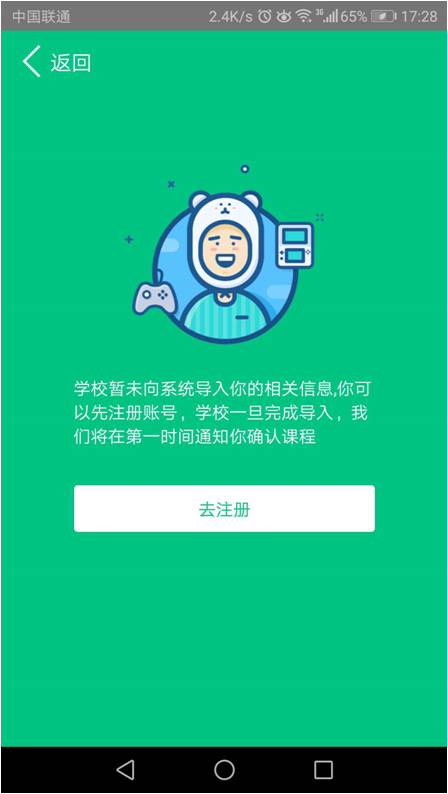 中国联通 2.4K/s 3G 65% 17:28
返回
学校暂未向系统导入你的相关信息,你可
以先注册账号，学校一旦完成导入，我
们将在第一时间通知你确认课程
去注册